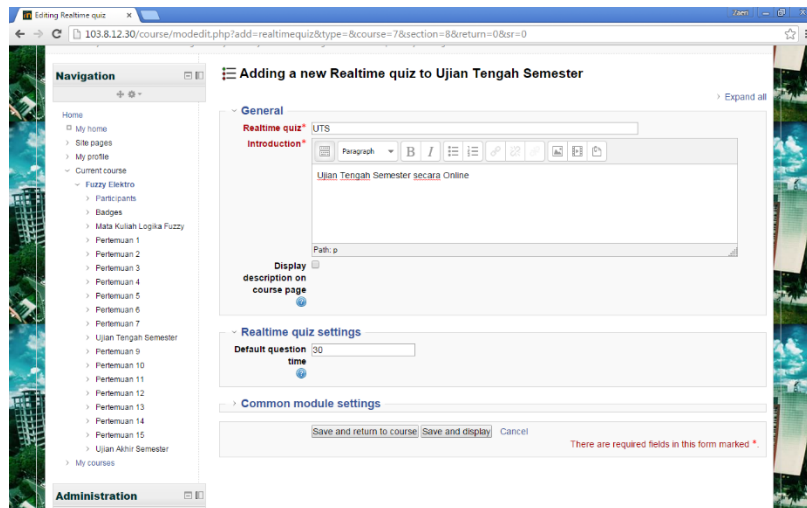 Editing Realtime quiz
Zaeni
103.8.12.30/course/modedit.php?add=realtimequiz&type=&course=7&section=8&return=0&sr=0
Navigation
Home
My home
Site pages
My profile
Current course
Fuzzy Elektro
Participants
Badges
Mata Kuliah Logika Fuzzy
Pertemuan 1
Pertemuan 2
Pertemuan 3
Pertemuan 4
Pertemuan 5
Pertemuan 6
Pertemuan 7
Ujian Tengah Semester
Pertemuan 9
Pertemuan 10
Pertemuan 11
Pertemuan 12
Pertemuan 13
Pertemuan 14
Pertemuan 15
Ujian Akhir Semester
My courses
Administration
Adding a new Realtime quiz to Ujian Tengah Semester
Expand all
General
Realtime quiz* UTS
Introduction*
Paragraph B I
Ujian Tengah Semester secara Online
Path: p
Display
description on
course page
Realtime quiz settings
Default question 30
time
Common module settings
Save and return to course Save and display Cancel
There are required fields in this form marked *.